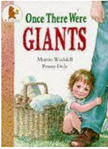 Once There Were
GIANTS
Martin Waddell
Penny Dale